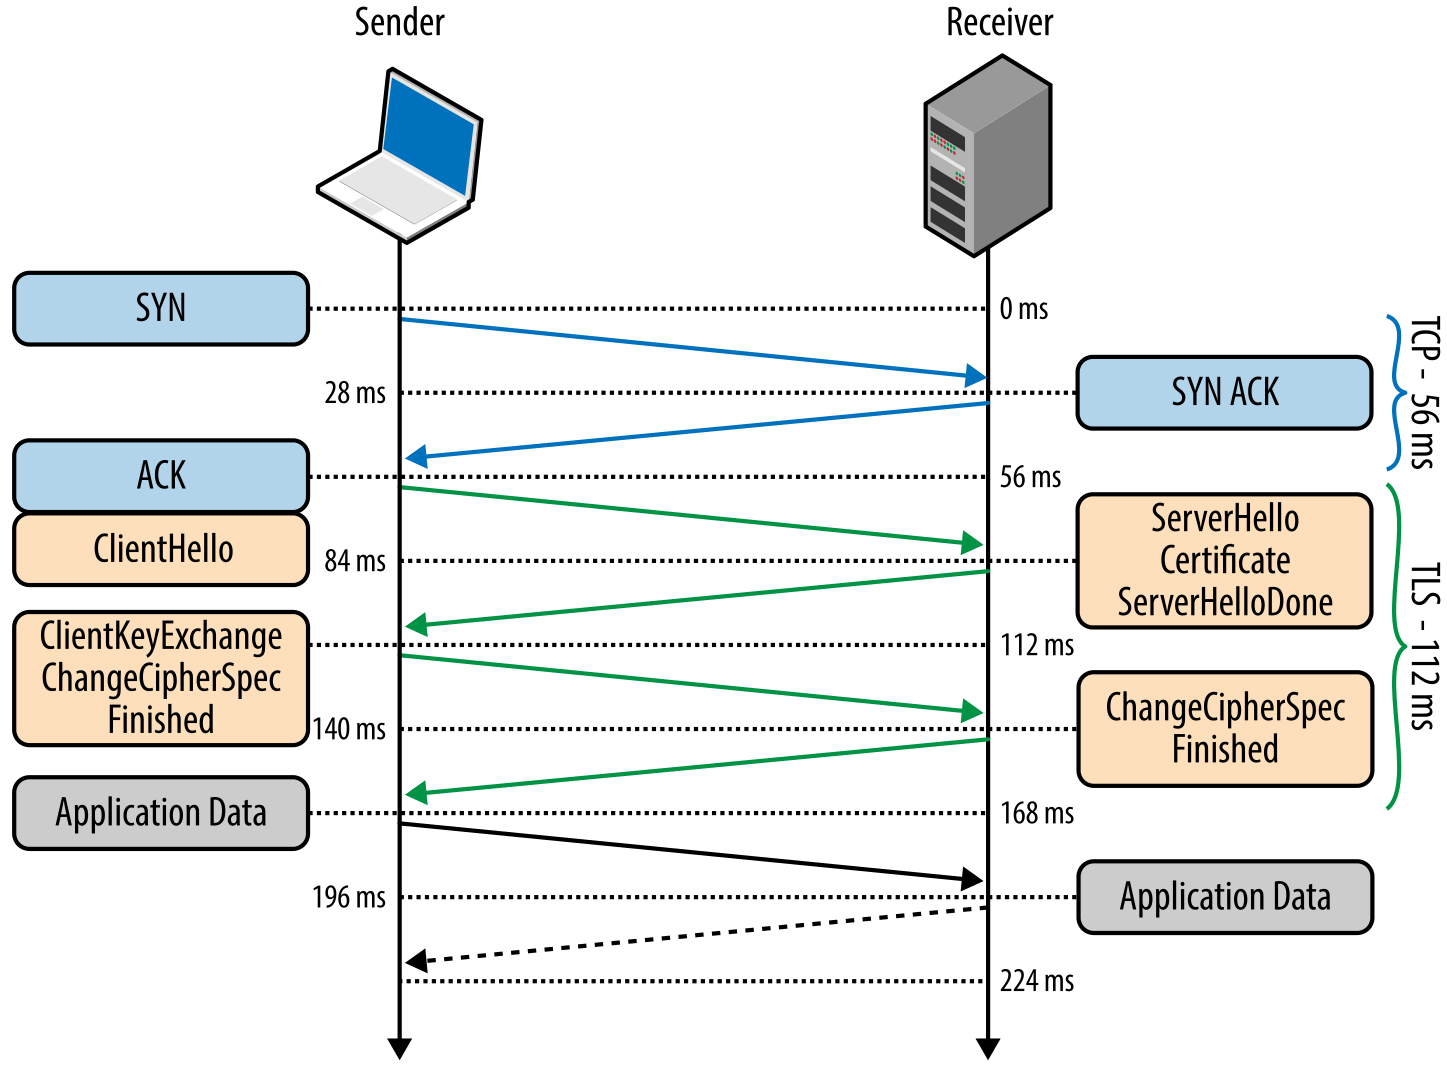 Sender
Receiver
SYN
0 ms
28 ms
SYN ACK
TCP - 56 ms
ACK
56 ms
ClientHello
84 ms
ServerHello
Certificate
ServerHelloDone
TLS - 112 ms
ClientKeyExchange
ChangeCipherSpec
Finished
112 ms
140 ms
ChangeCipherSpec
Finished
Application Data
168 ms
196 ms
Application Data
224 ms